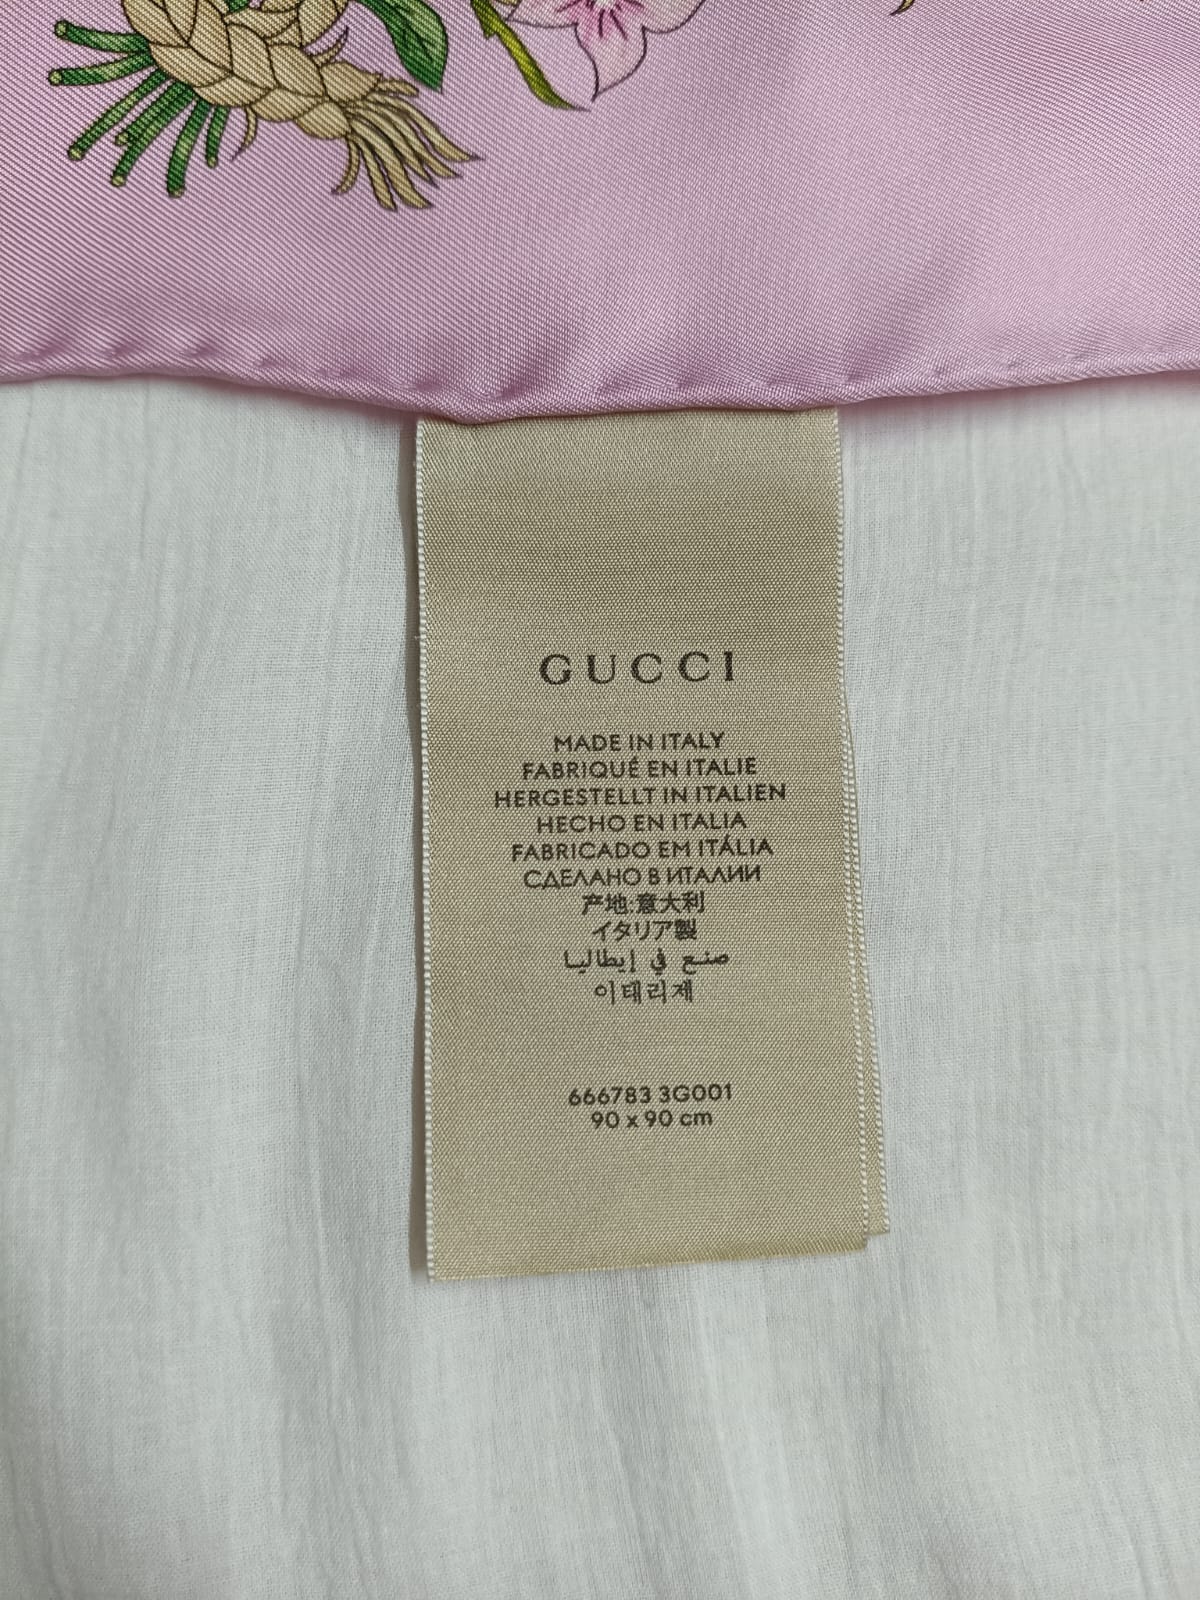 GUCCI
MADE IN ITALY
FABRIQUÉ EN ITALIE
HERGESTELLT IN ITALIEN
HECHO EN ITALIA
FABRICADO EM ITÁLIA
СДЕЛАНО В ИТАЛИИ
产地:意大利
イタリア製
صنع في إيطاليا
이태리제
666783 3G001
90 x 90 cm